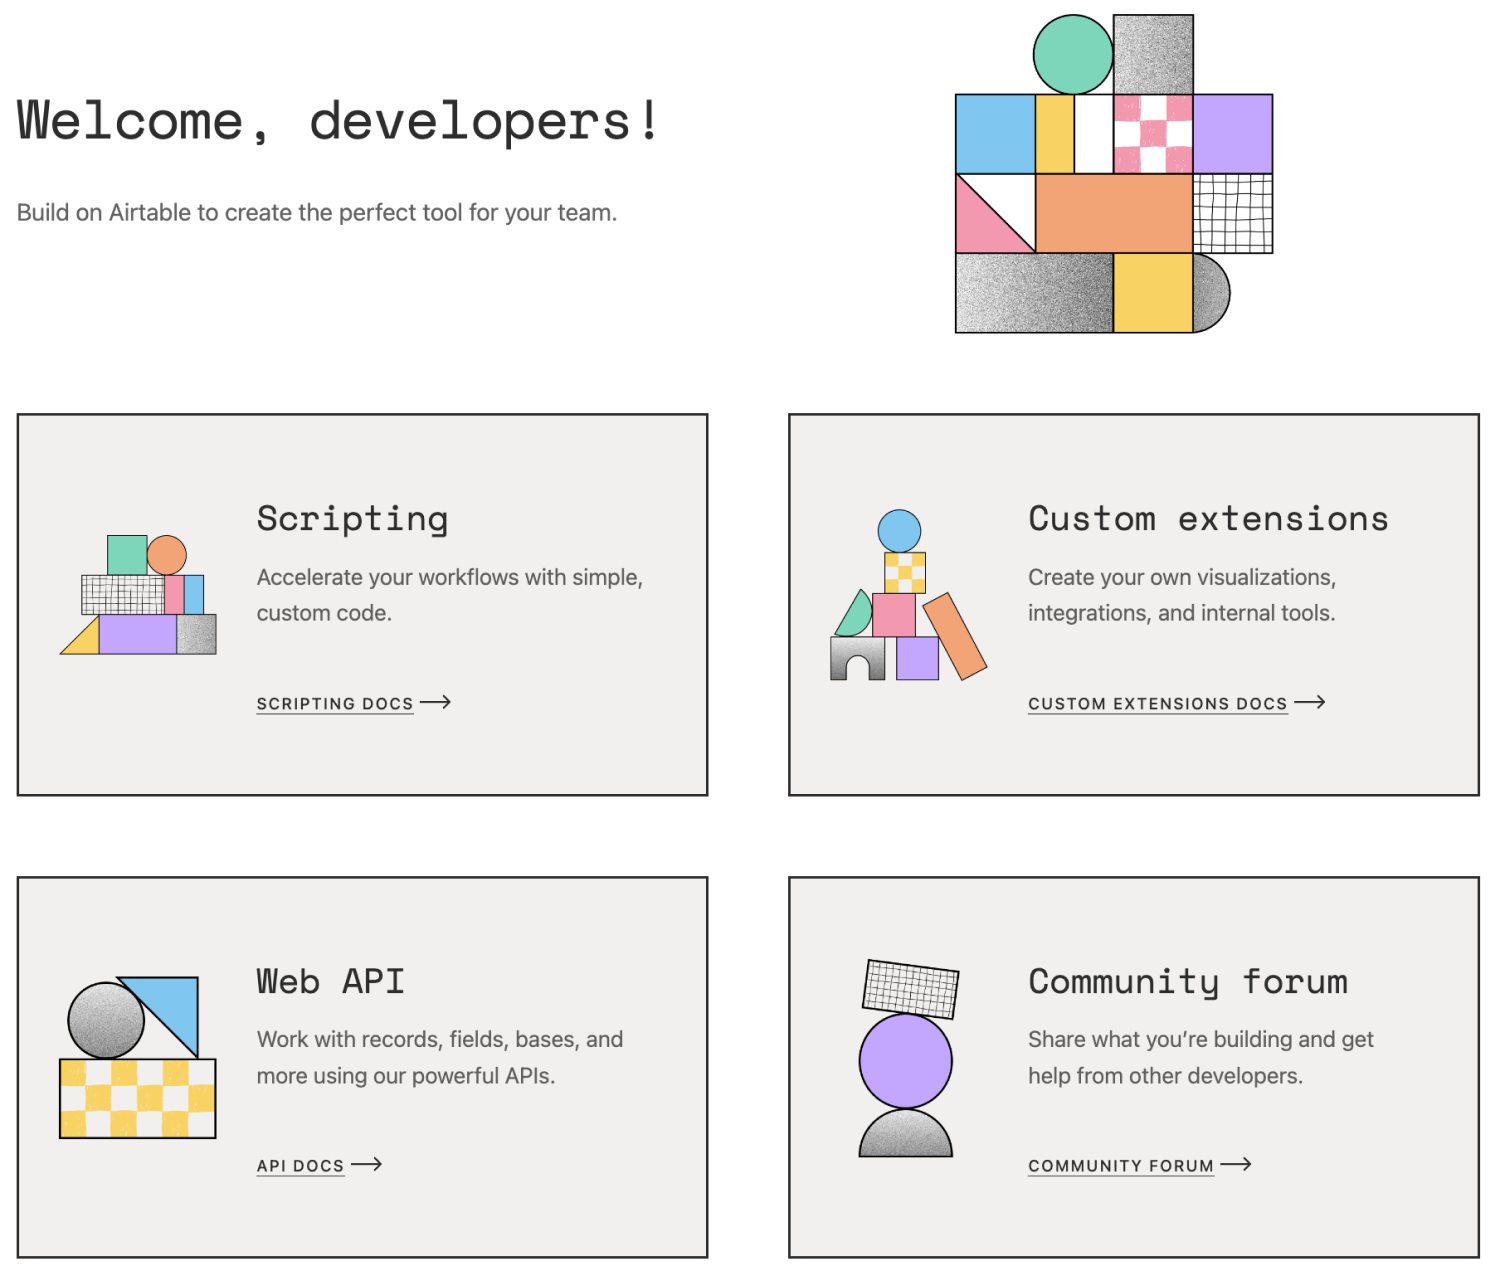 Welcome, developers!
Build on Airtable to create the perfect tool for your team.
Scripting
Accelerate your workflows with simple,
custom code.
SCRIPTING DOCS
Custom extensions
Create your own visualizations,
integrations, and internal tools.
CUSTOM EXTENSIONS DOCS
Web API
Work with records, fields, bases, and
more using our powerful APIs.
API DOCS
Community forum
Share what you’re building and get
help from other developers.
COMMUNITY FORUM